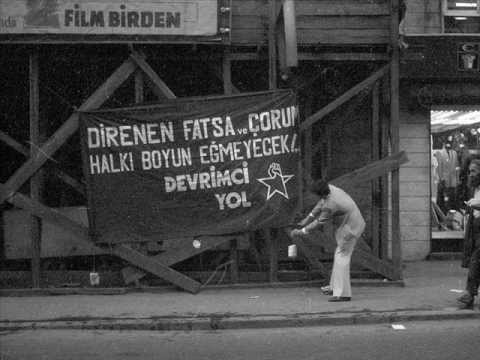 FİLM BİRDEN
DİRENEN FATSA ve ÇORUM
HALKI BOYUN EĞMEYECEK!.
DEVRİMCİ
YOL